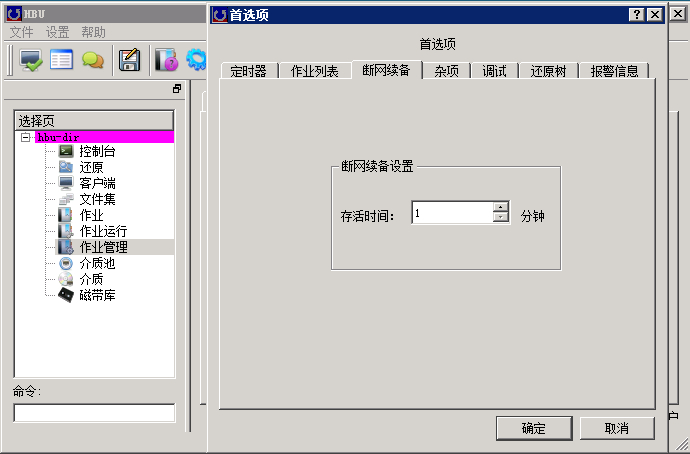 HBU
文件 设置 帮助
选择页
hbu-dir
控制台
还原
客户端
文件集
作业
作业运行
作业管理
介质池
介质
磁带库
命令:
首选项
首选项
定时器 作业列表 断网续备 杂项 调试 还原树 报警信息
断网续备设置
存活时间: 1 分钟
确定 取消
户